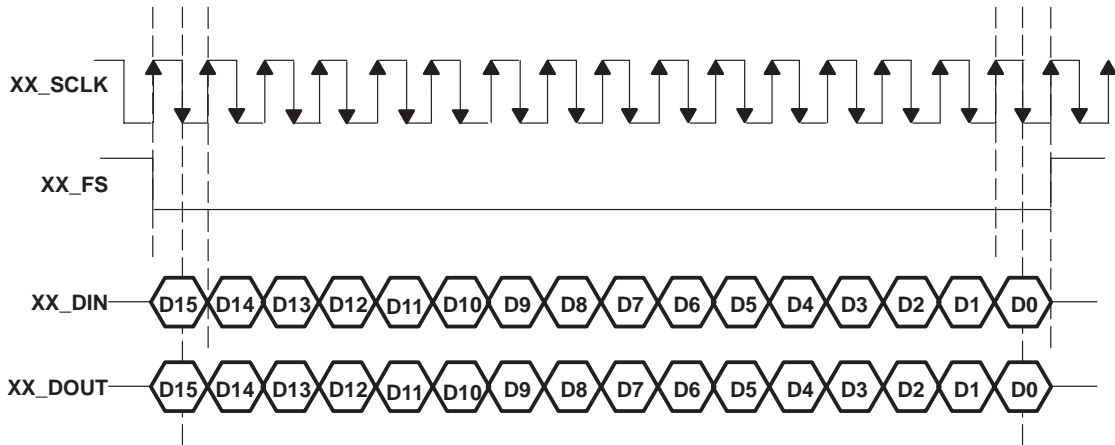 XX_SCLK
XX_FS
XX_DIN D15 D14 D13 D12 D11 D10 D9 D8 D7 D6 D5 D4 D3 D2 D1 D0
XX_DOUT D15 D14 D13 D12 D11 D10 D9 D8 D7 D6 D5 D4 D3 D2 D1 D0